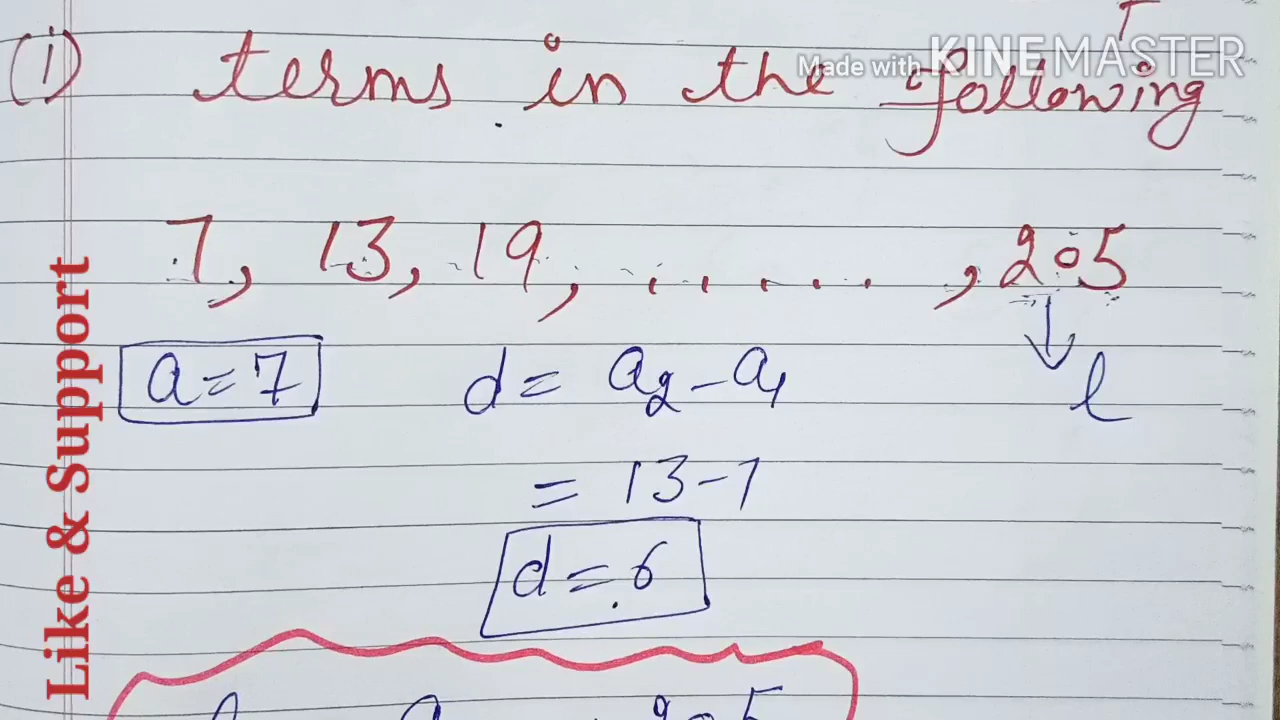 Made with KINEMASTER
(i) terms in the following
7, 13, 19, ....., 205
a = 7 d = a2 - a1 l
= 13 - 7
d = 6
205
Like & Support